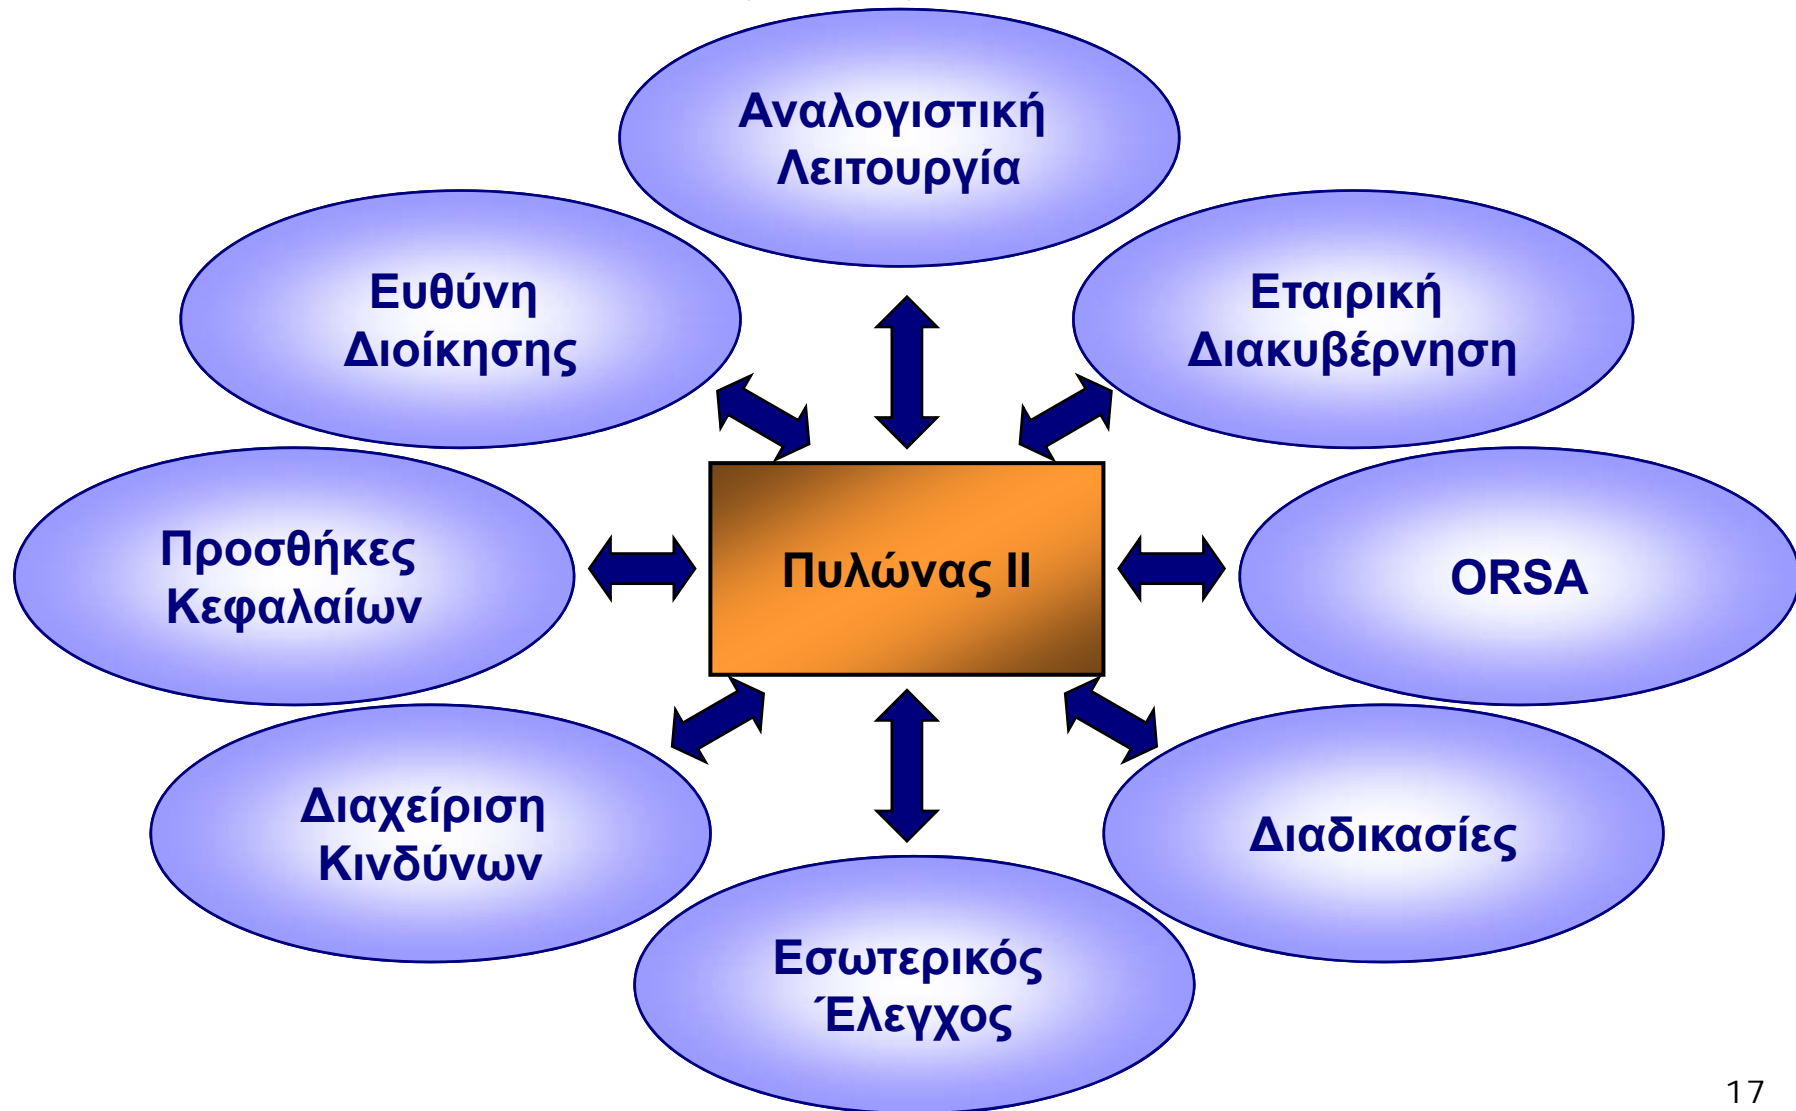 Αναλογιστική
Λειτουργία
Ευθύνη
Διοίκησης
Εταιρική
Διακυβέρνηση
Προσθήκες
Κεφαλαίων
Πυλώνας ΙΙ
ORSA
Διαχείριση
Κινδύνων
Διαδικασίες
Εσωτερικός
Έλεγχος
17